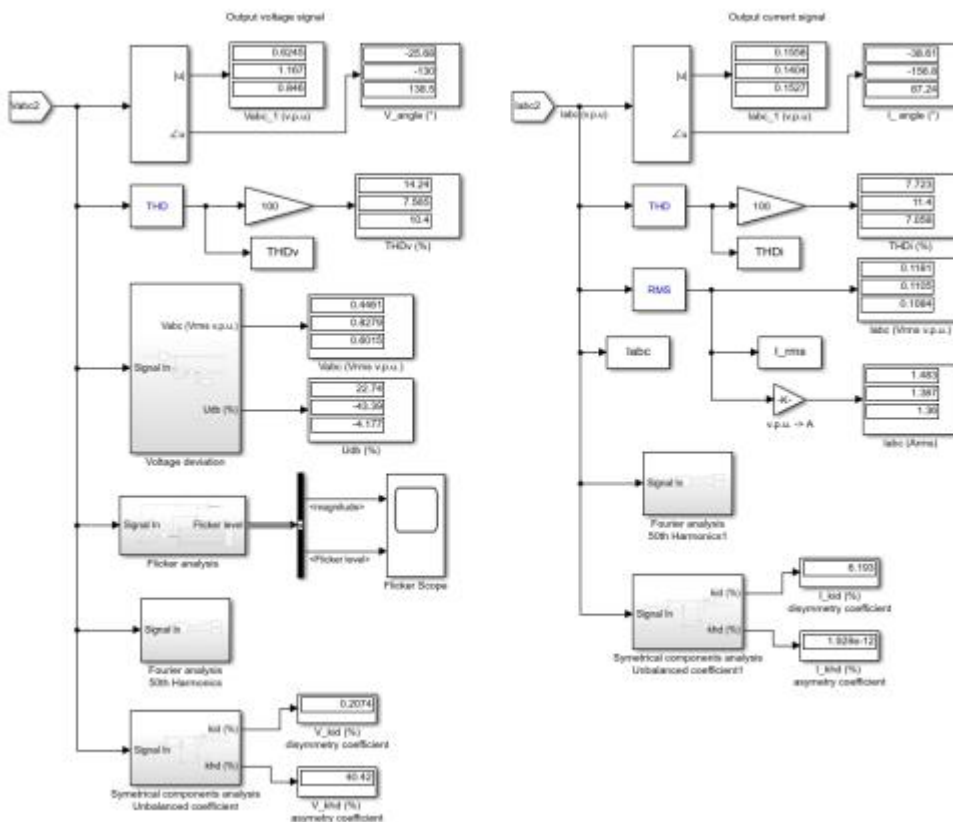 Output voltage signal
Vabc2
|u|
∠u
0.6245
1.167
0.846
Vabc_1 (v.p.u)
-25.68
-130
138.5
V_angle (°)
THD
100
14.24
7.585
10.4
THDv (%)
THDv
Signal In
Vabc (Vrms v.p.u.)
Udb (%)
Voltage deviation
0.4461
0.8279
0.6015
Vabc (Vrms v.p.u.)
22.74
-43.39
-4.177
Udb (%)
Signal In
Flicker level
Flicker analysis
<magnitude>
<Flicker level>
Flicker Scope
Signal In
Fourier analysis
50th Harmonics
Signal In
kid (%)
khd (%)
Symetrical components analysis
Unbalanced coefficient
0.2074
V_kid (%)
disymmetry coefficient
40.42
V_khd (%)
asymetry coefficient
Output current signal
Iabc2
Iabc (v.p.u)
|u|
∠u
0.1556
0.1404
0.1527
Iabc_1 (v.p.u)
-38.61
-156.8
87.24
I_ angle (°)
THD
100
7.723
11.4
7.058
THDi (%)
THDi
RMS
0.1181
0.1105
0.1084
Iabc (Vrms v.p.u.)
Iabc
I_rms
-K-
v.p.u. -> A
1.483
1.387
1.36
Iabc (Arms)
Signal In
Fourier analysis
50th Harmonics1
Signal In
kid (%)
khd (%)
Symetrical components analysis
Unbalanced coefficient1
6.193
I_kid (%)
disymmetry coefficient
1.928e-12
I_khd (%)
asymetry coefficient